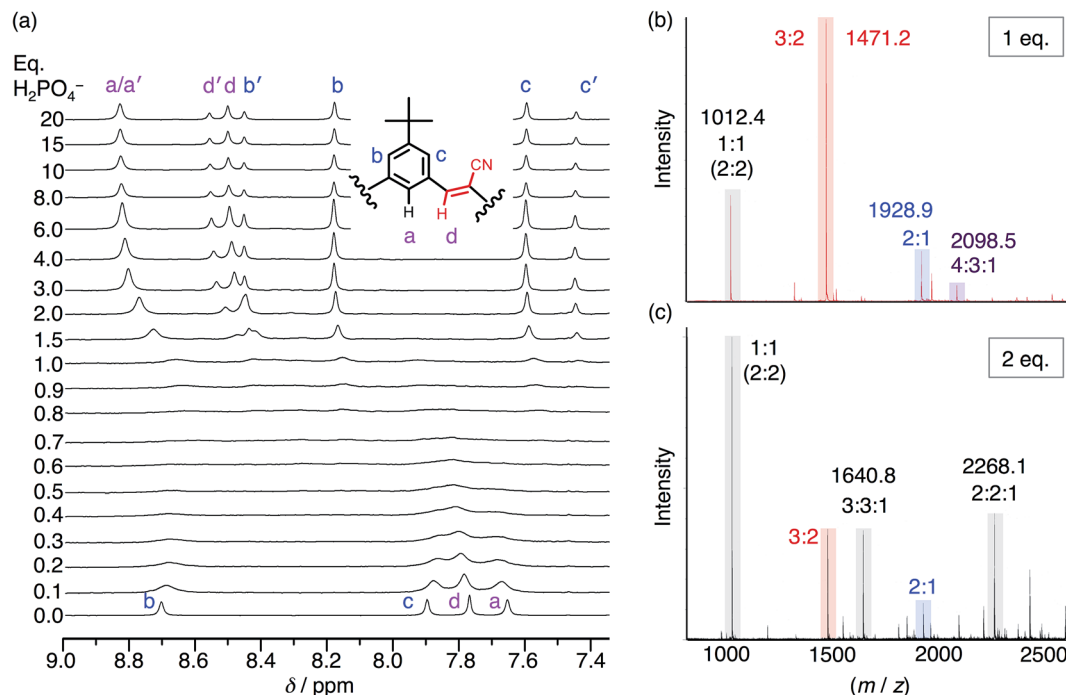 (a)
Eq.
H₂PO₄⁻
a/a′ d′ d b′ b c c′
20
15
10
8.0
6.0
4.0
3.0
2.0
1.5
1.0
0.9
0.8
0.7
0.6
0.5
0.4
0.3
0.2
0.1
0.0
b c d a
b c CN
H H
a d
9.0 8.8 8.6 8.4 8.2 8.0 7.8 7.6 7.4
δ / ppm
(b)
1 eq.
3:2 1471.2
1012.4
1:1
(2:2)
1928.9
2:1
2098.5
4:3:1
Intensity
(c)
2 eq.
1:1
(2:2)
1640.8
3:3:1
2268.1
2:2:1
3:2
2:1
Intensity
1000 1500 2000 2500
(m / z)